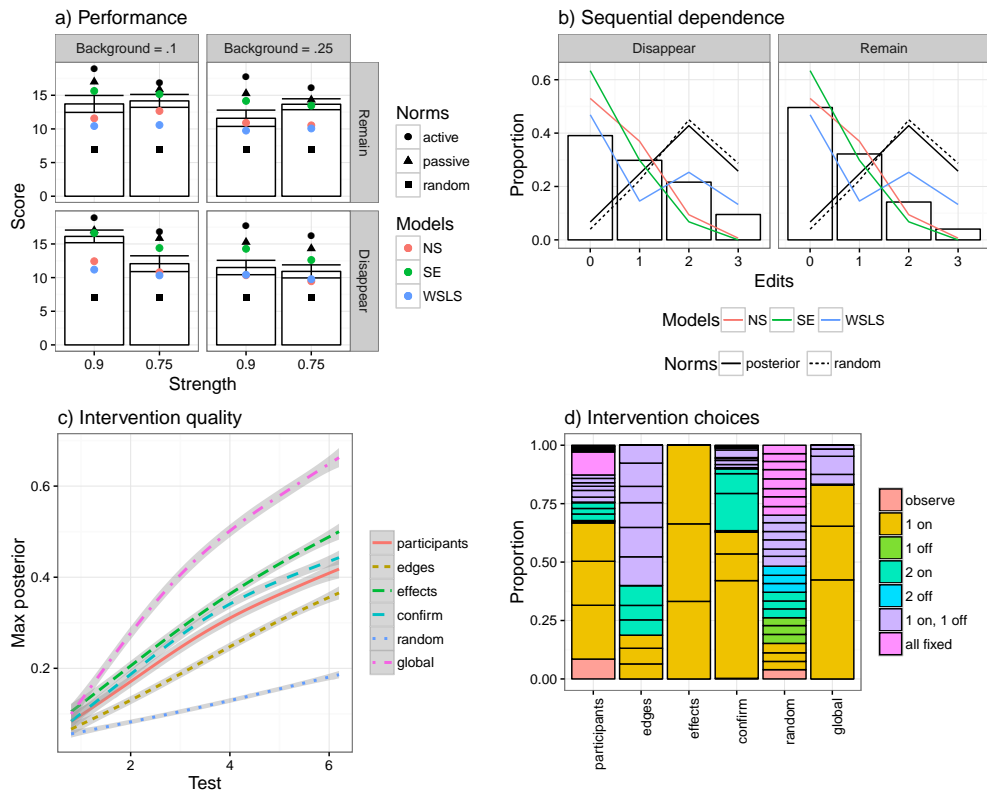 a) Performance
Background = .1
Background = .25
Remain
Disappear
Score
15
10
5
0
15
10
5
0
0.9
0.75
0.9
0.75
Strength
Norms
active
passive
random
Models
NS
SE
WSLS
b) Sequential dependence
Disappear
Remain
Proportion
0.6
0.4
0.2
0.0
0
1
2
3
0
1
2
3
Edits
Models
NS
SE
WSLS
Norms
posterior
random
c) Intervention quality
Max posterior
0.6
0.4
0.2
2
4
6
Test
participants
edges
effects
confirm
random
global
d) Intervention choices
Proportion
1.00
0.75
0.50
0.25
0.00
participants
edges
effects
confirm
random
global
observe
1 on
1 off
2 on
2 off
1 on, 1 off
all fixed